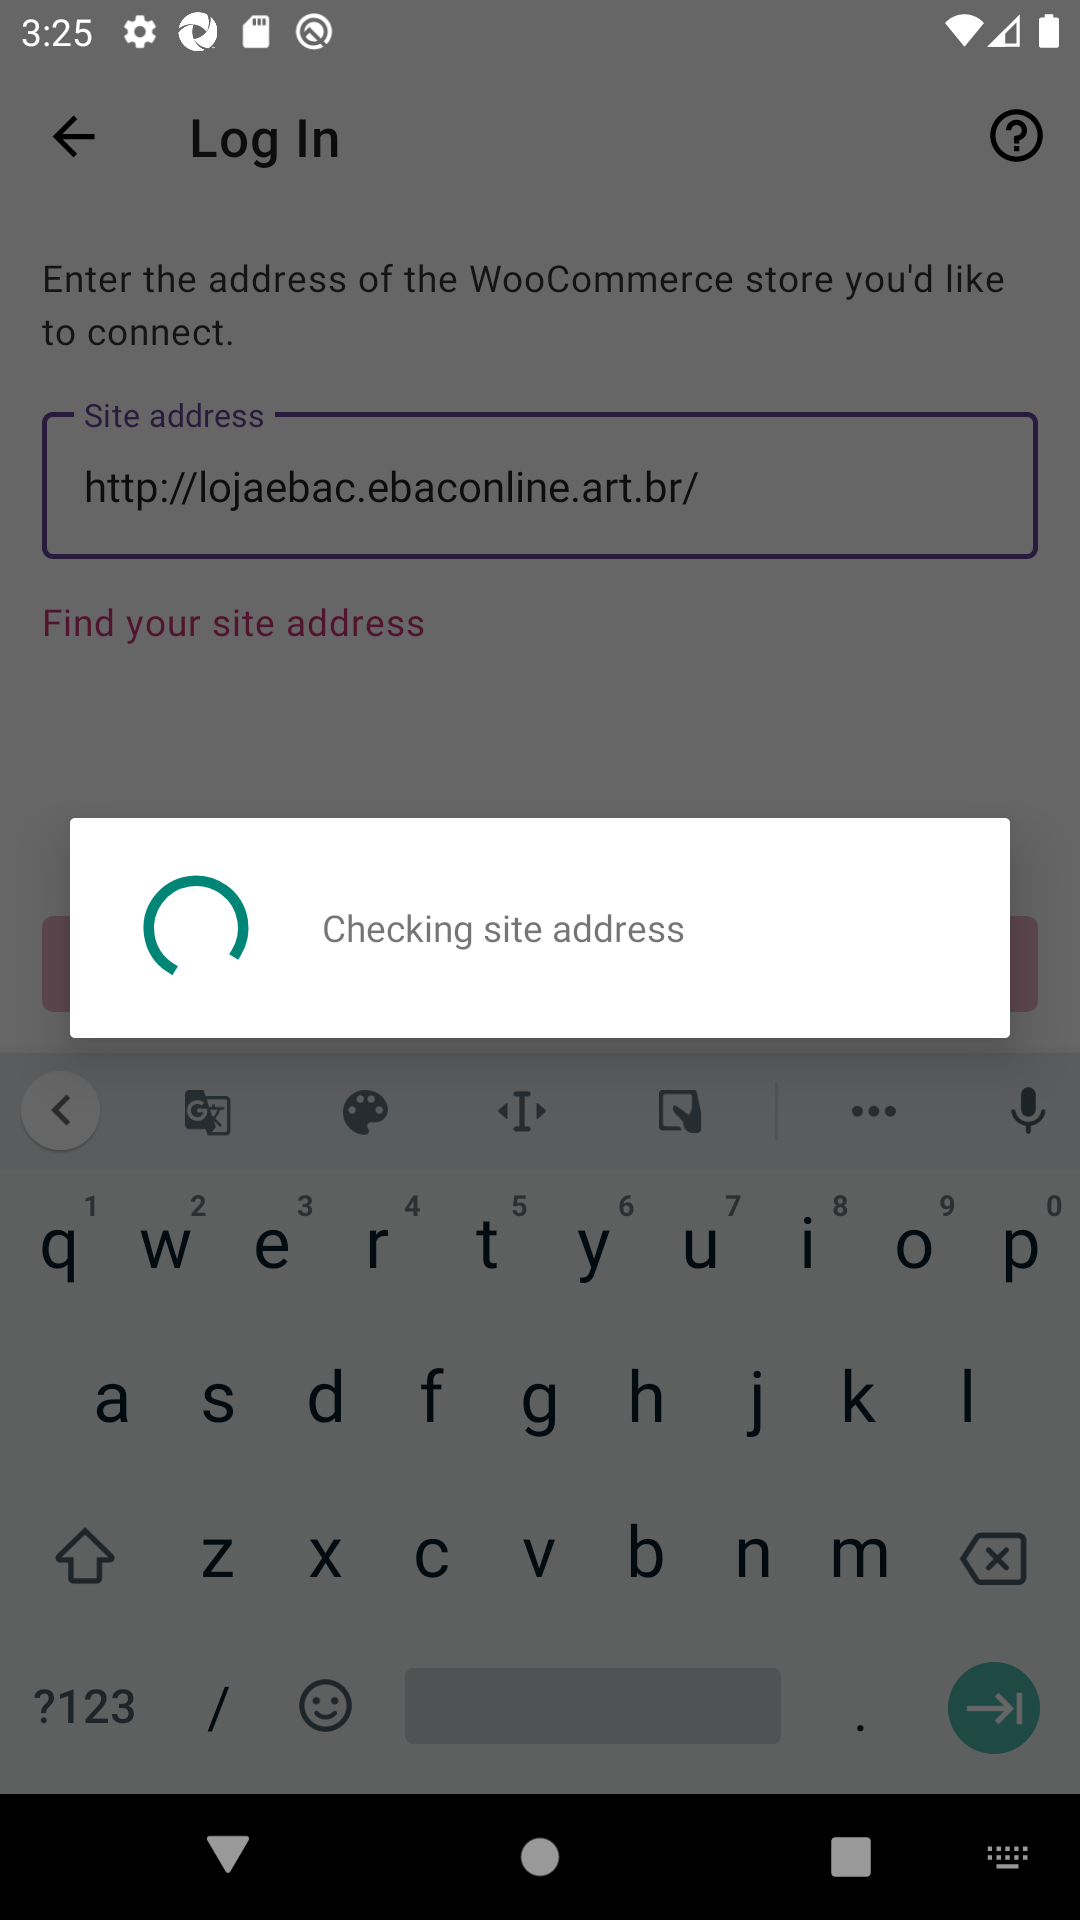 3:25
Log In
Enter the address of the WooCommerce store you'd like
to connect.
Site address
http://lojaebac.ebaconline.art.br/
Find your site address
Checking site address
1 2 3 4 5 6 7 8 9 0
q w e r t y u i o p
a s d f g h j k l
z x c v b n m
?123 / .